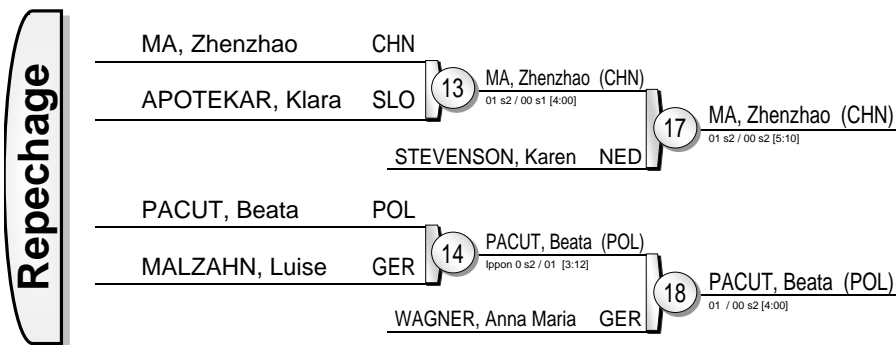 Repechage
MA, Zhenzhao CHN
APOTEKAR, Klara SLO
13
MA, Zhenzhao (CHN)
01 s2 / 00 s1 [4:00]
STEVENSON, Karen NED
17
MA, Zhenzhao (CHN)
01 s2 / 00 s2 [5:10]
PACUT, Beata POL
MALZAHN, Luise GER
14
PACUT, Beata (POL)
Ippon 0 s2 / 01 [3:12]
WAGNER, Anna Maria GER
18
PACUT, Beata (POL)
01 / 00 s2 [4:00]